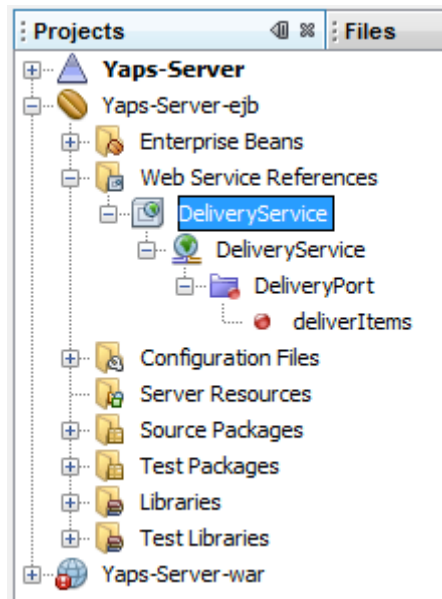 Projects Files
Yaps-Server
Yaps-Server-ejb
Enterprise Beans
Web Service References
DeliveryService
DeliveryService
DeliveryPort
deliverItems
Configuration Files
Server Resources
Source Packages
Test Packages
Libraries
Test Libraries
Yaps-Server-war